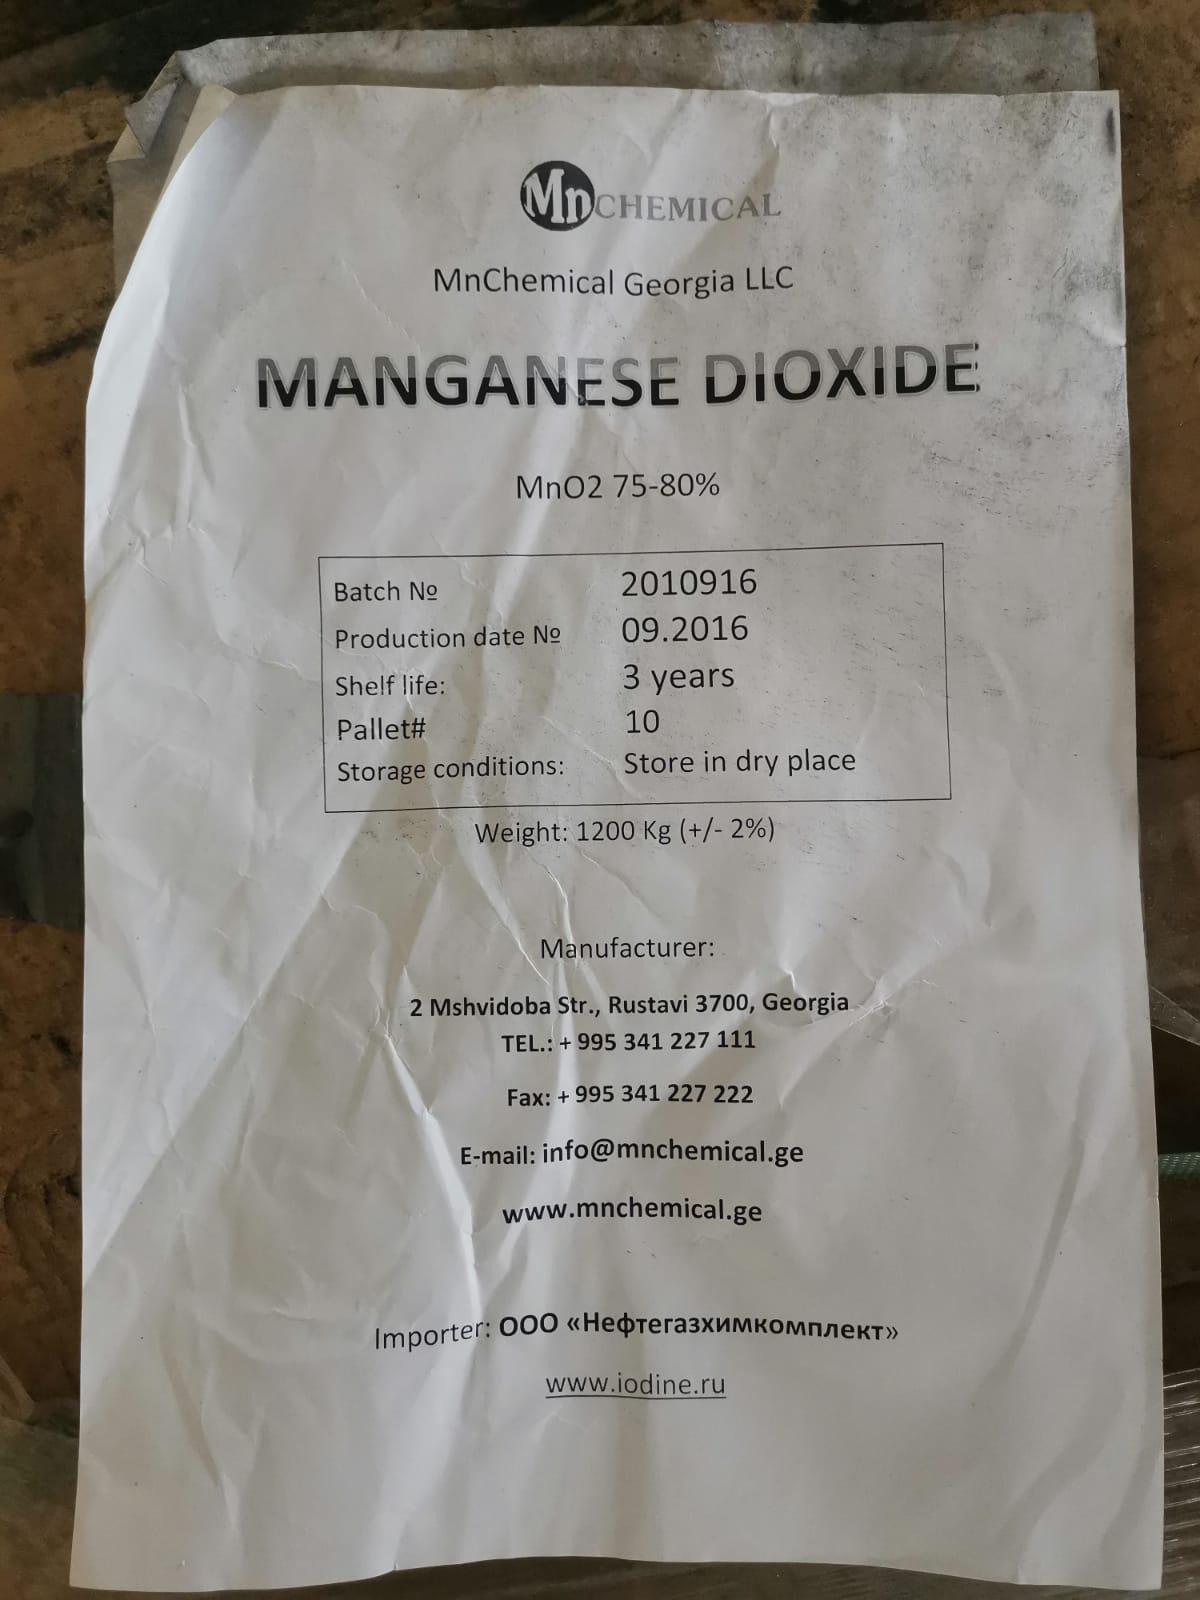 Mn CHEMICAL
MnChemical Georgia LLC
MANGANESE DIOXIDE
MnO2 75-80%
Batch № 2010916
Production date № 09.2016
Shelf life: 3 years
Pallet# 10
Storage conditions: Store in dry place
Weight: 1200 Kg (+/- 2%)
Manufacturer:
2 Mshvidoba Str., Rustavi 3700, Georgia
TEL.: + 995 341 227 111
Fax: + 995 341 227 222
E-mail: info@mnchemical.ge
www.mnchemical.ge
Importer: ООО «Нефтегазхимкомплект»
www.iodine.ru